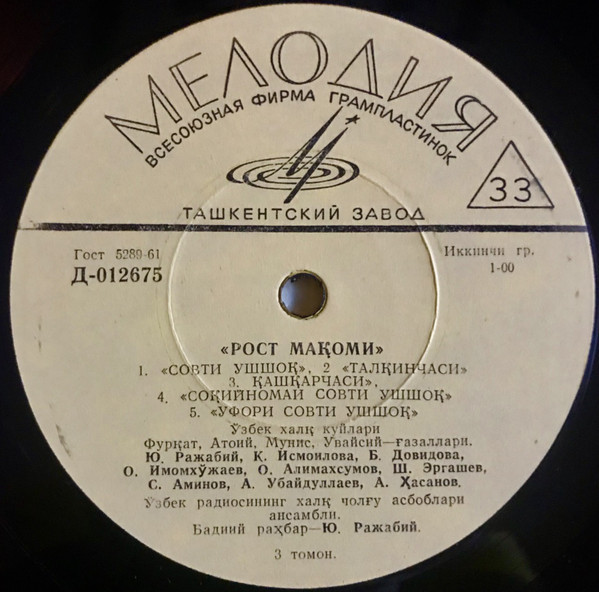 МЕЛОДИЯ
ВСЕСОЮЗНАЯ ФИРМА ГРАМПЛАСТИНОК
33
ТАШКЕНТСКИЙ ЗАВОД
Гост 5289-61
Д-012675
Иккинчи гр.
1-00
«РОСТ МАҚОМИ»
1. «СОВТИ УШШОҚ», 2 «ТАЛҚИНЧАСИ»
3. ҚАШҚАРЧАСИ»,
4. «СОҚИЙНОМАИ СОВТИ УШШОҚ»
5. «УФОРИ СОВТИ УШШОҚ»
Ўзбек халқ куйлари
Фурқат, Атоий, Мунис, Увайсий—ғазаллари.
Ю. Ражабий, К. Исмоилова, Б. Довидова,
О. Имомхўжаев, О. Алимахсумов, Ш. Эргашев,
С. Аминов, А. Убайдуллаев, А. Ҳасанов.
Ўзбек радиосининг халқ чолғу асбоблари
ансамбли.
Бадиий раҳбар—Ю. Ражабий.
3 томон.